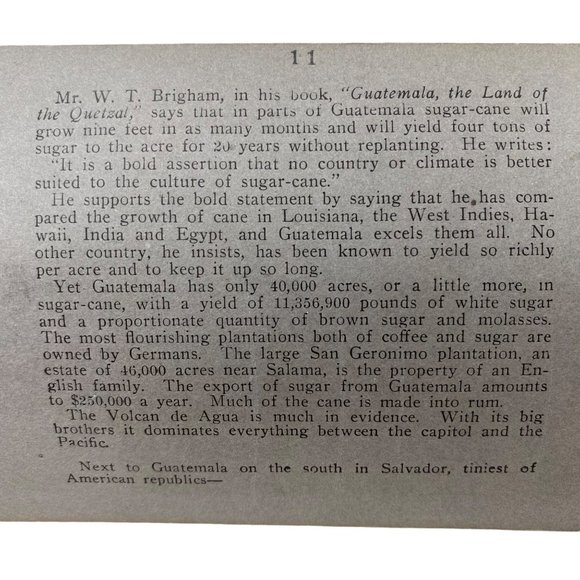 11
Mr. W. T. Brigham, in his book, "Guatemala, the Land of
the Quetzal," says that in parts of Guatemala sugar-cane will
grow nine feet in as many months and will yield four tons of
sugar to the acre for 20 years without replanting. He writes:
"It is a bold assertion that no country or climate is better
suited to the culture of sugar-cane."
He supports the bold statement by saying that he has com-
pared the growth of cane in Louisiana, the West Indies, Ha-
waii, India and Egypt, and Guatemala excels them all. No
other country, he insists, has been known to yield so richly
per acre and to keep it up so long.
Yet Guatemala has only 40,000 acres, or a little more, in
sugar-cane, with a yield of 11,356,900 pounds of white sugar
and a proportionate quantity of brown sugar and molasses.
The most flourishing plantations both of coffee and sugar are
owned by Germans. The large San Geronimo plantation, an
estate of 46,000 acres near Salama, is the property of an En-
glish family. The export of sugar from Guatemala amounts
to $250,000 a year. Much of the cane is made into rum.
The Volcan de Agua is much in evidence. With its big
brothers it dominates everything between the capitol and the
Pacific.
Next to Guatemala on the south in Salvador, tiniest of
American republics—